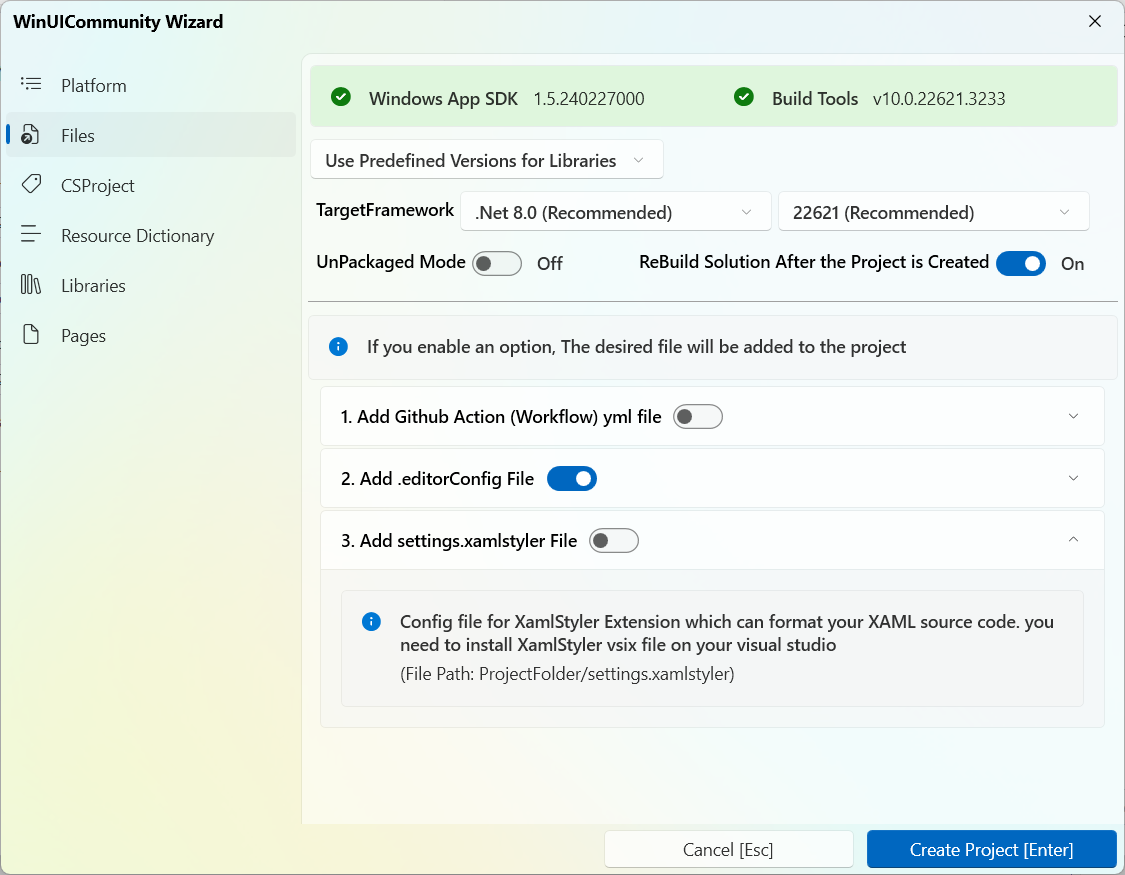 WinUICommunity Wizard
Platform
Files
CSProject
Resource Dictionary
Libraries
Pages
Windows App SDK 1.5.240227000 Build Tools v10.0.22621.3233
Use Predefined Versions for Libraries
TargetFramework .Net 8.0 (Recommended) 22621 (Recommended)
UnPackaged Mode Off ReBuild Solution After the Project is Created On
If you enable an option, The desired file will be added to the project
1. Add Github Action (Workflow) yml file
2. Add .editorConfig File
3. Add settings.xamlstyler File
Config file for XamlStyler Extension which can format your XAML source code. you
need to install XamlStyler vsix file on your visual studio
(File Path: ProjectFolder/settings.xamlstyler)
Cancel [Esc] Create Project [Enter]